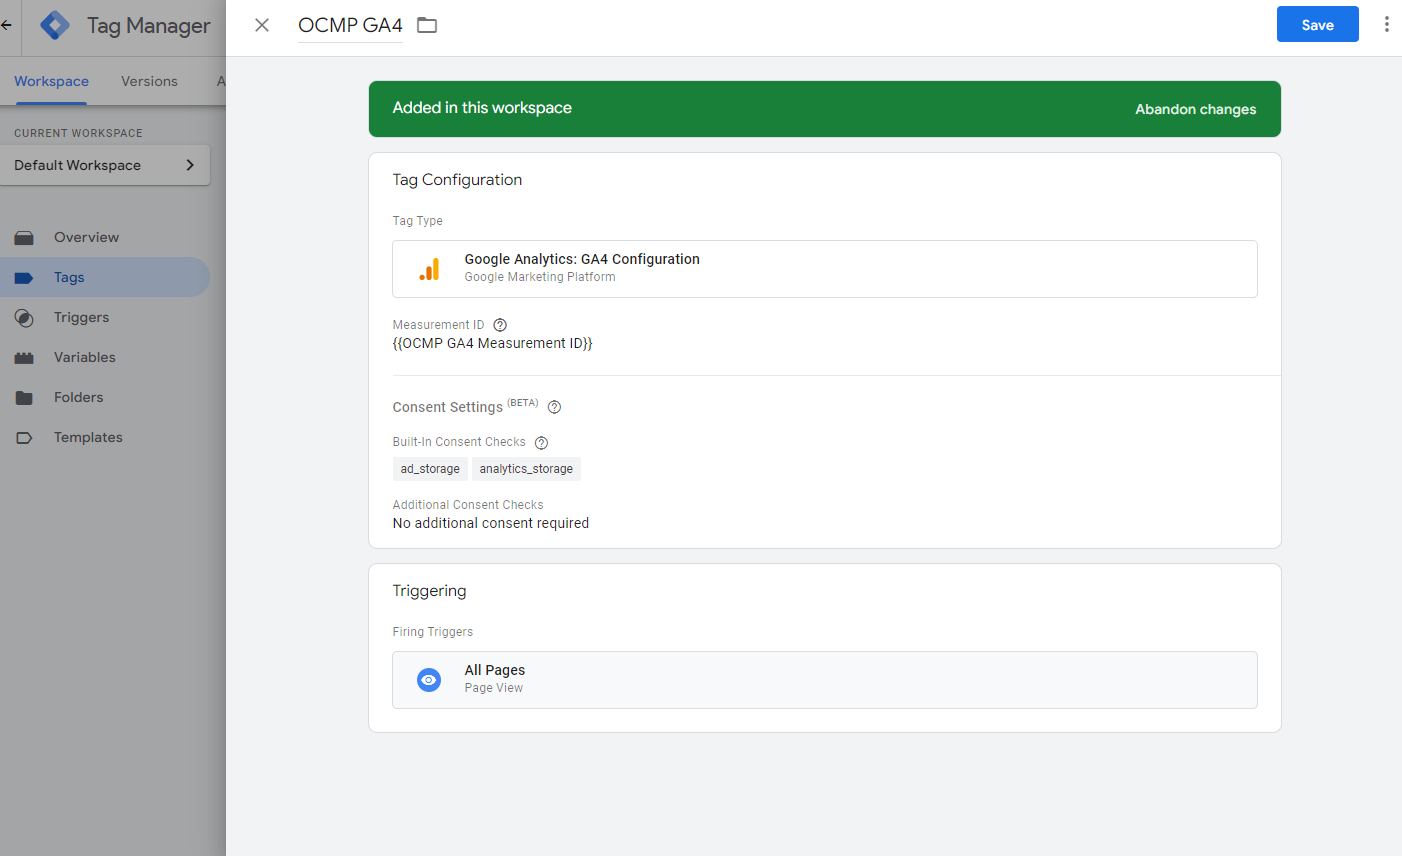 Tag Manager
OCMP GA4
Save
Workspace
Versions
A
Added in this workspace
Abandon changes
CURRENT WORKSPACE
Default Workspace
Overview
Tags
Triggers
Variables
Folders
Templates
Tag Configuration
Tag Type
Google Analytics: GA4 Configuration
Google Marketing Platform
Measurement ID
{{OCMP GA4 Measurement ID}}
Consent Settings (BETA)
Built-In Consent Checks
ad_storage analytics_storage
Additional Consent Checks
No additional consent required
Triggering
Firing Triggers
All Pages
Page View